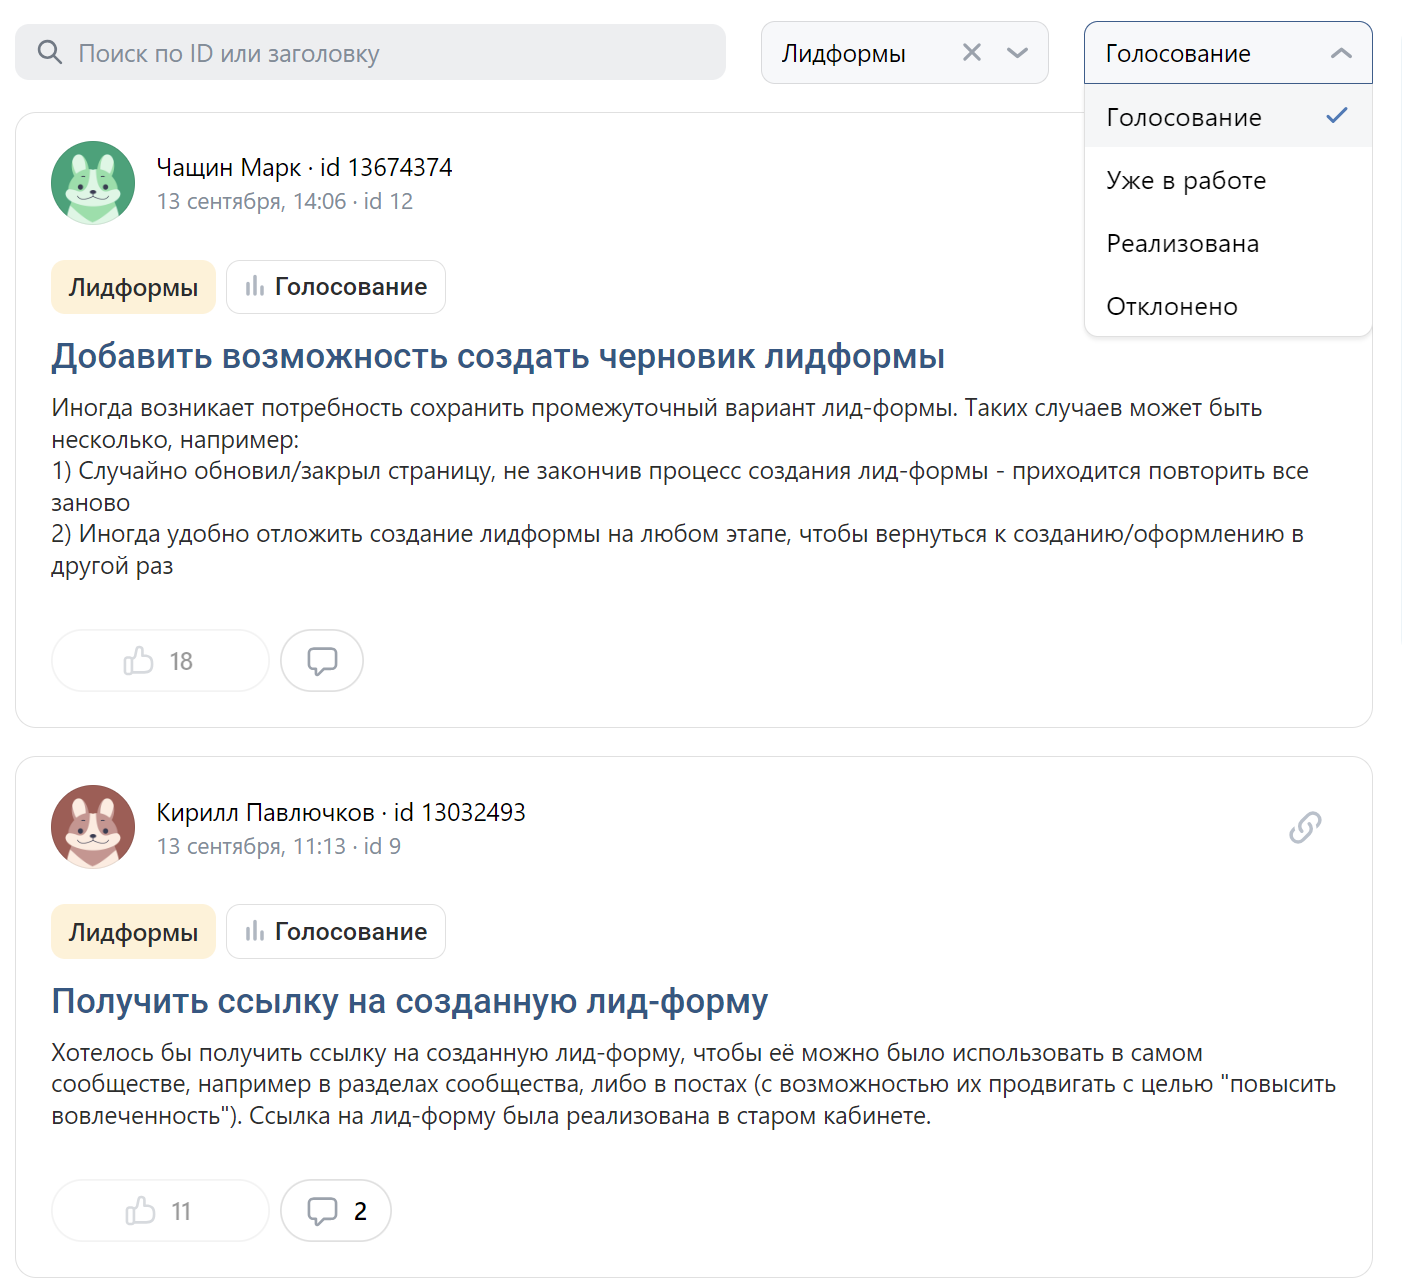 Поиск по ID или заголовку
Лидформы
Голосование
Голосование
Уже в работе
Реализована
Отклонено
Чащин Марк · id 13674374
13 сентября, 14:06 · id 12
Лидформы
Голосование
Добавить возможность создать черновик лидформы
Иногда возникает потребность сохранить промежуточный вариант лид-формы. Таких случаев может быть
несколько, например:
1) Случайно обновил/закрыл страницу, не закончив процесс создания лид-формы - приходится повторить все
заново
2) Иногда удобно отложить создание лидформы на любом этапе, чтобы вернуться к созданию/оформлению в
другой раз
18
Кирилл Павлючков · id 13032493
13 сентября, 11:13 · id 9
Лидформы
Голосование
Получить ссылку на созданную лид-форму
Хотелось бы получить ссылку на созданную лид-форму, чтобы её можно было использовать в самом
сообществе, например в разделах сообщества, либо в постах (с возможностью их продвигать с целью "повысить
вовлеченность"). Ссылка на лид-форму была реализована в старом кабинете.
11
2